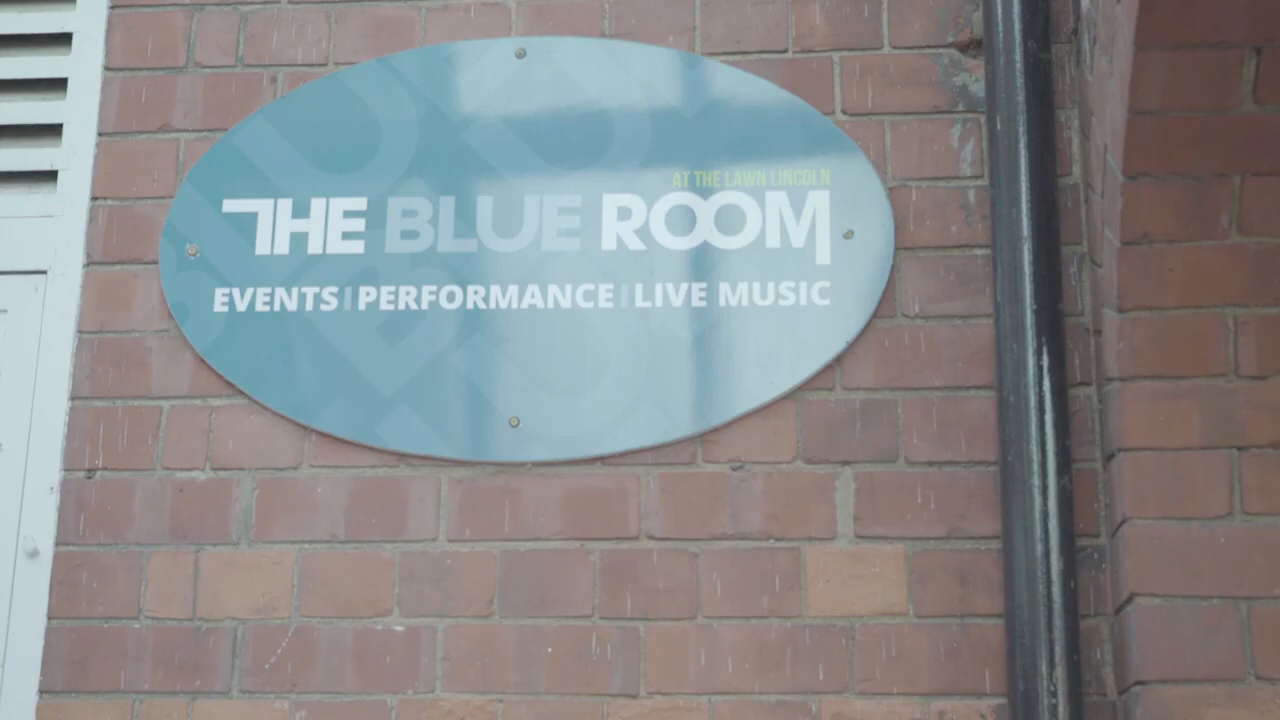 AT THE LAWN LINCOLN
THE BLUE ROOM
EVENTS | PERFORMANCE | LIVE MUSIC